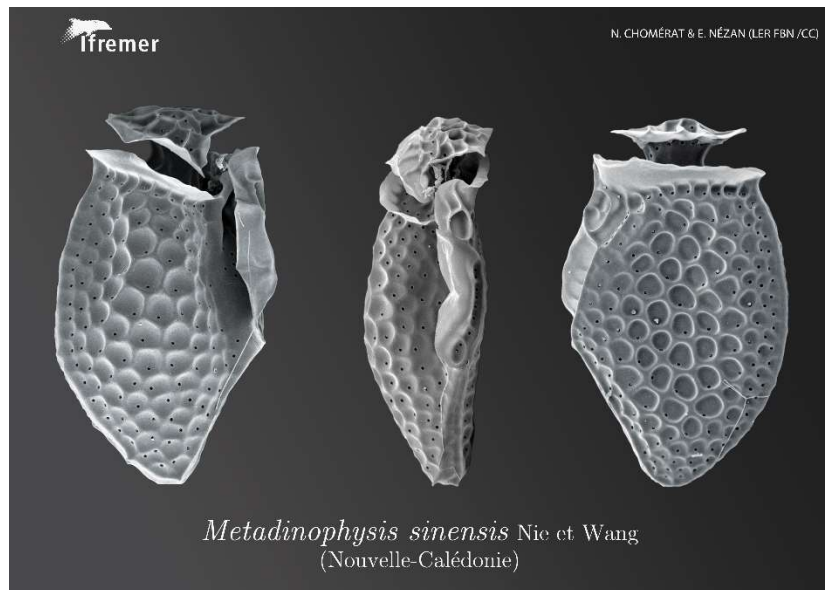 Ifremer
N. CHOMÉRAT & E. NÉZAN (LER FBN /CC)
Metadinophysis sinensis Nie et Wang
(Nouvelle-Calédonie)